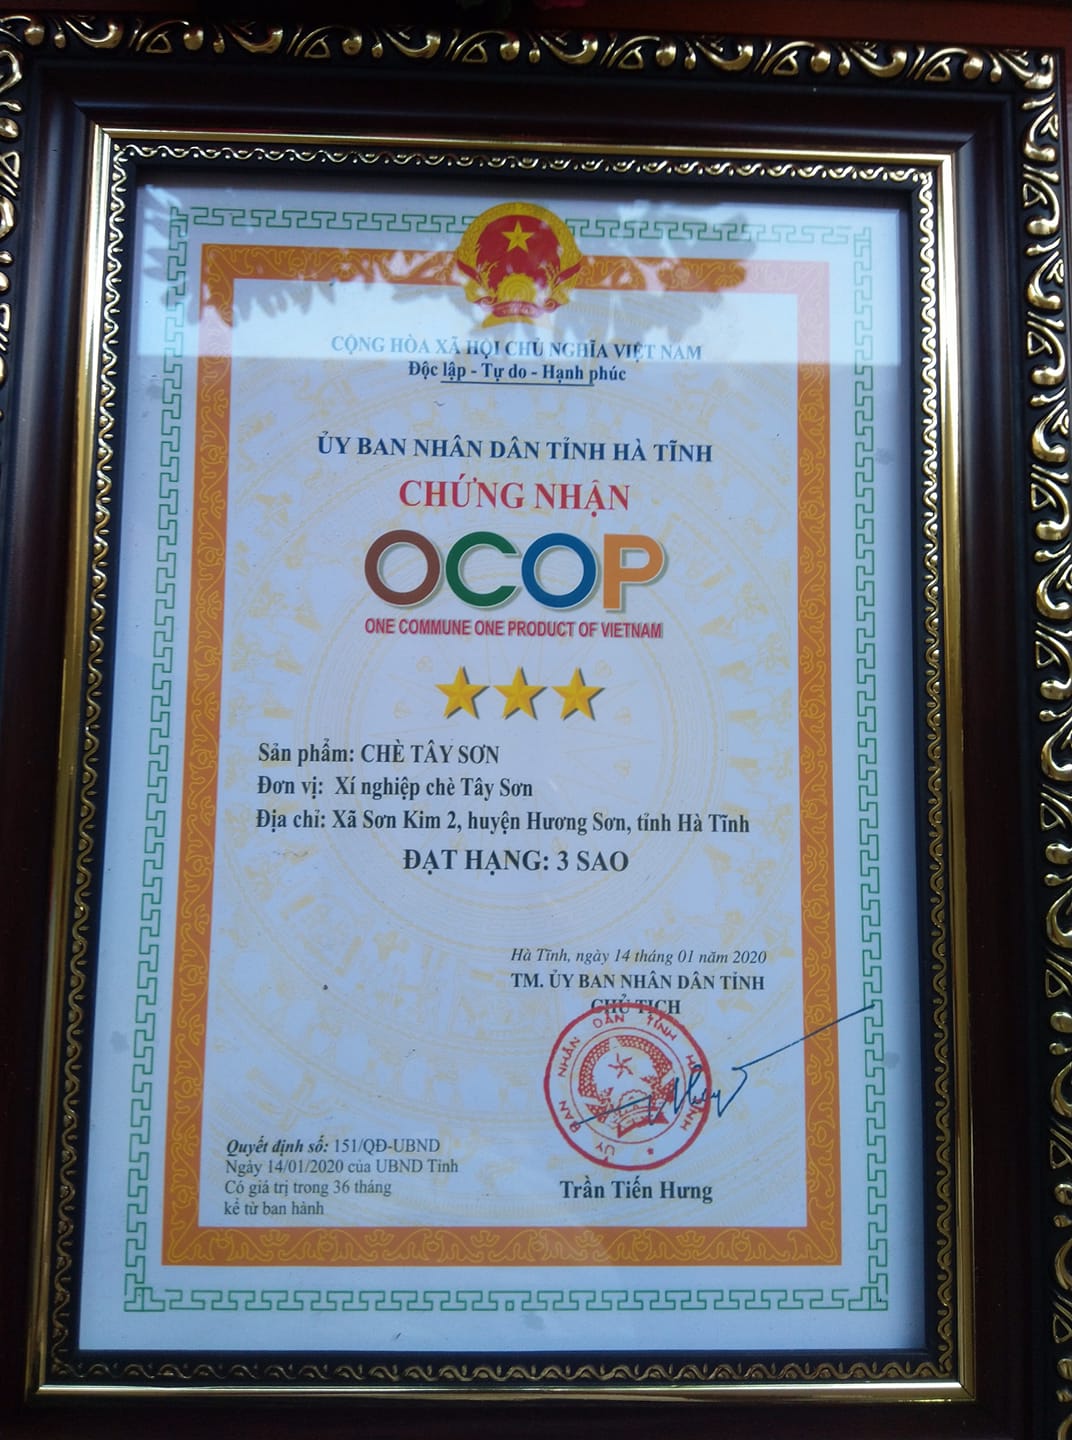 CỘNG HÒA XÃ HỘI CHỦ NGHĨA VIỆT NAM
Độc lập - Tự do - Hạnh phúc
ỦY BAN NHÂN DÂN TỈNH HÀ TĨNH
CHỨNG NHẬN
OCOP
ONE COMMUNE ONE PRODUCT OF VIETNAM
Sản phẩm: CHÈ TÂY SƠN
Đơn vị: Xí nghiệp chè Tây Sơn
Địa chỉ: Xã Sơn Kim 2, huyện Hương Sơn, tỉnh Hà Tĩnh
ĐẠT HẠNG: 3 SAO
Hà Tĩnh, ngày 14 tháng 01 năm 2020
TM. ỦY BAN NHÂN DÂN TỈNH
CHỦ TỊCH
ỦY BAN NHÂN DÂN TỈNH
Trần Tiến Hưng
Quyết định số: 151/QĐ-UBND
Ngày 14/01/2020 của UBND Tỉnh
Có giá trị trong 36 tháng
kể từ ban hành